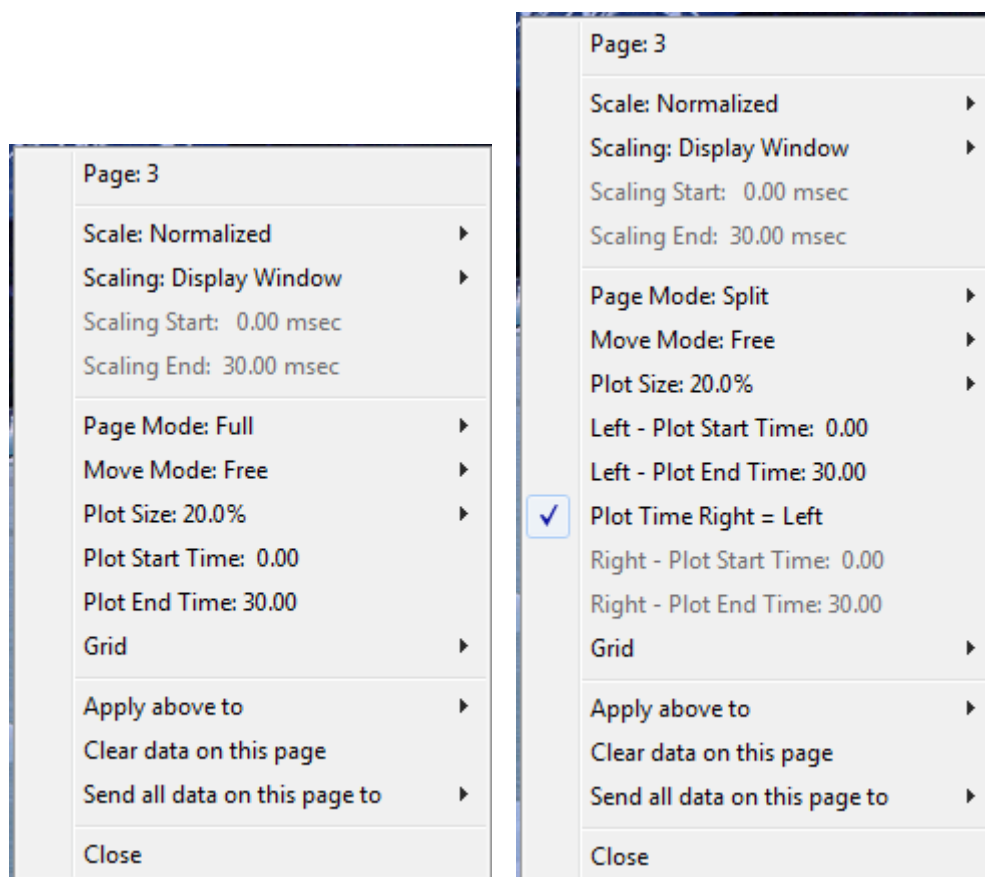 Page: 3
Scale: Normalized
Scaling: Display Window
Scaling Start:   0.00 msec
Scaling End:  30.00 msec
Page Mode: Full
Move Mode: Free
Plot Size: 20.0%
Plot Start Time:  0.00
Plot End Time: 30.00
Grid
Apply above to
Clear data on this page
Send all data on this page to
Close
Page: 3
Scale: Normalized
Scaling: Display Window
Scaling Start:   0.00 msec
Scaling End:  30.00 msec
Page Mode: Split
Move Mode: Free
Plot Size: 20.0%
Left - Plot Start Time:  0.00
Left - Plot End Time: 30.00
Plot Time Right = Left
Right - Plot Start Time:  0.00
Right - Plot End Time: 30.00
Grid
Apply above to
Clear data on this page
Send all data on this page to
Close